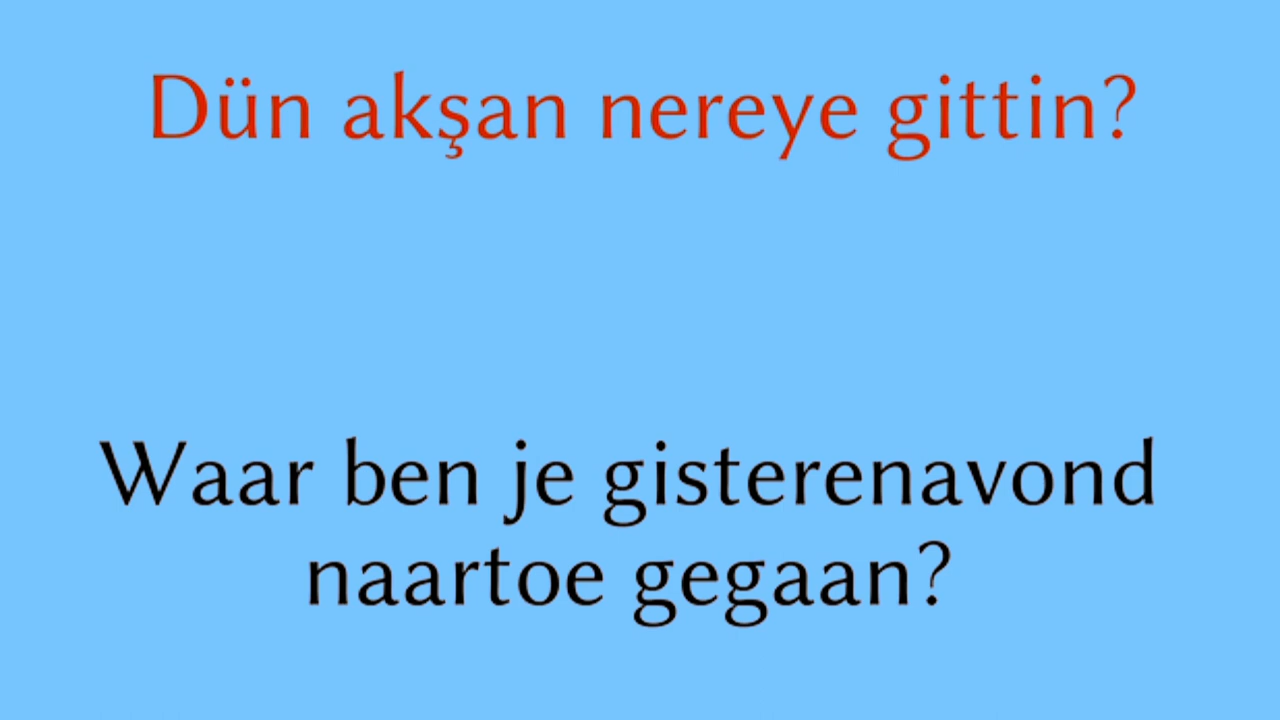 Dün akşan nereye gittin?
Waar ben je gisterenavond
naartoe gegaan?